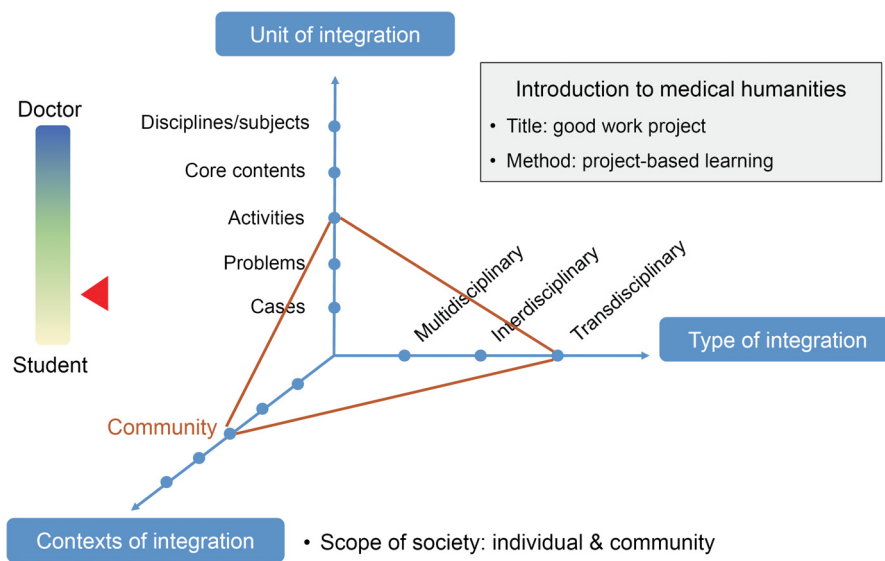 Unit of integration
Introduction to medical humanities
• Title: good work project
• Method: project-based learning
Doctor
Student
Disciplines/subjects
Core contents
Activities
Problems
Cases
Multidisciplinary
Interdisciplinary
Transdisciplinary
Type of integration
Community
Contexts of integration
• Scope of society: individual & community